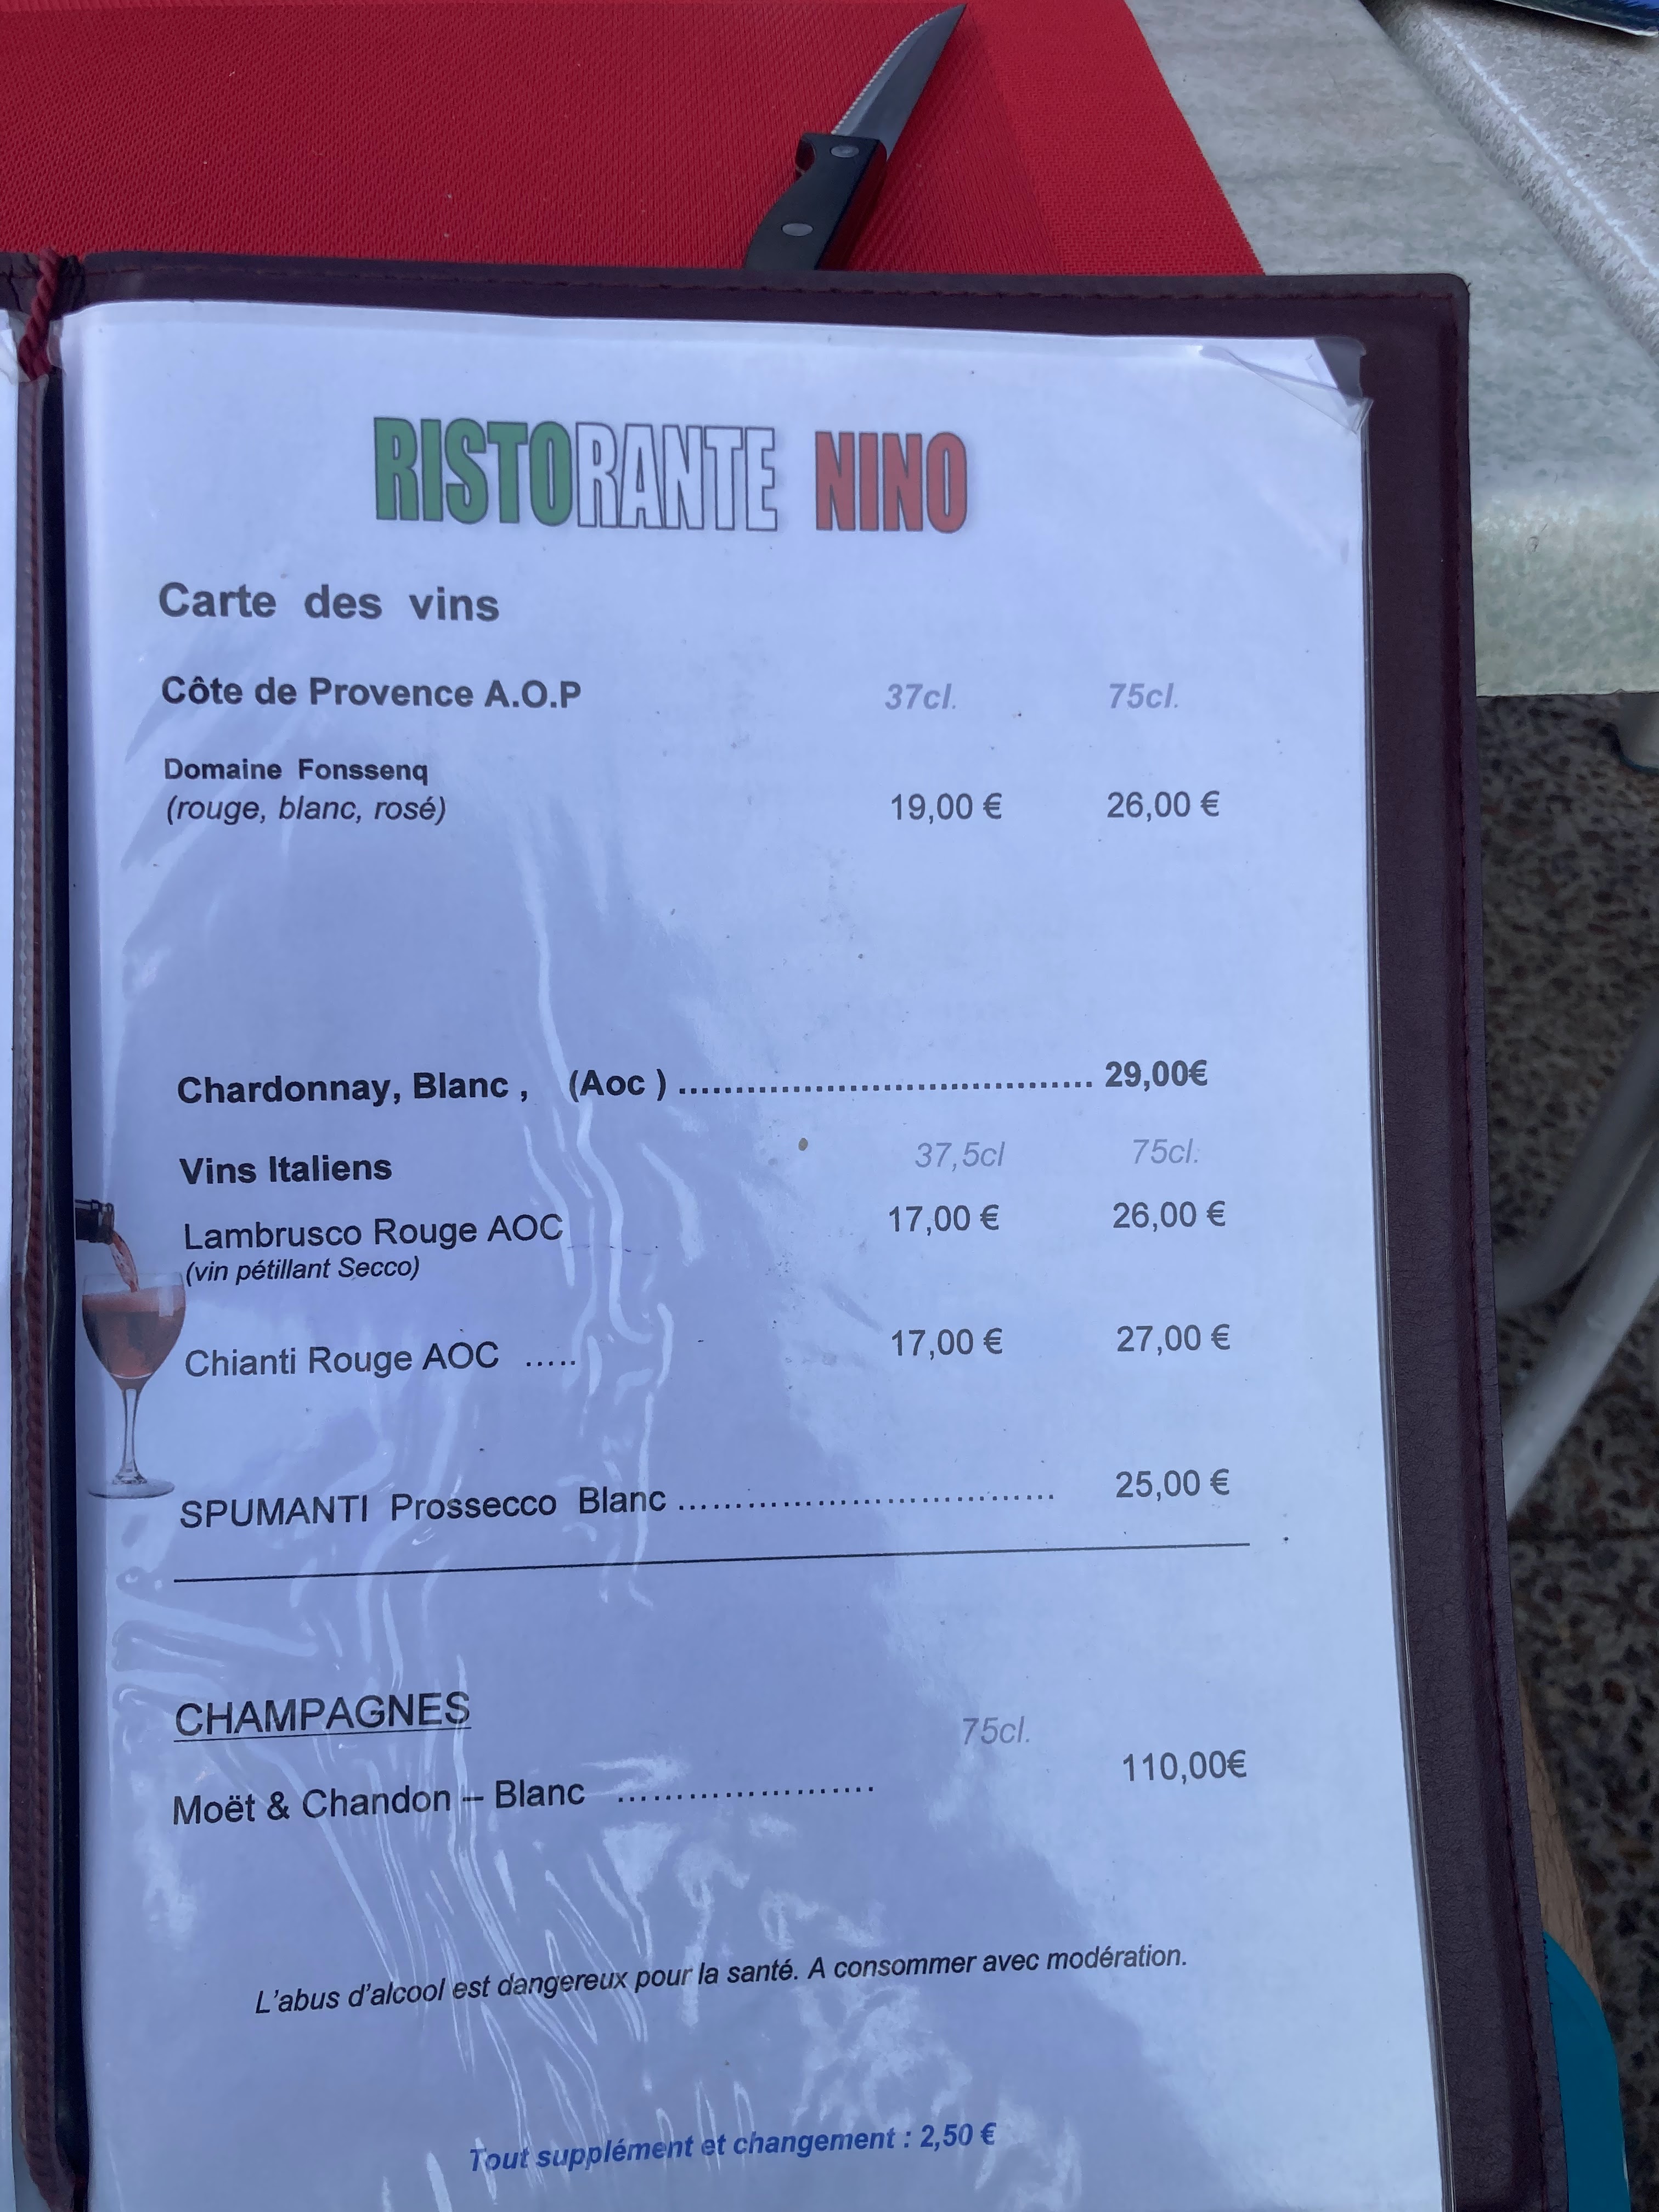 RISTORANTE NINO
Carte des vins
Côte de Provence A.O.P 37cl. 75cl.
Domaine Fonssenq
(rouge, blanc, rosé) 19,00 € 26,00 €
Chardonnay, Blanc , (Aoc ) .................................... 29,00€
Vins Italiens 37,5cl 75cl.
Lambrusco Rouge AOC 17,00 € 26,00 €
(vin pétillant Secco)
Chianti Rouge AOC ..... 17,00 € 27,00 €
SPUMANTI Prossecco Blanc ................................. 25,00 €
CHAMPAGNES 75cl.
Moët & Chandon – Blanc ...................... 110,00€
L'abus d'alcool est dangereux pour la santé. A consommer avec modération.
Tout supplément et changement : 2,50 €